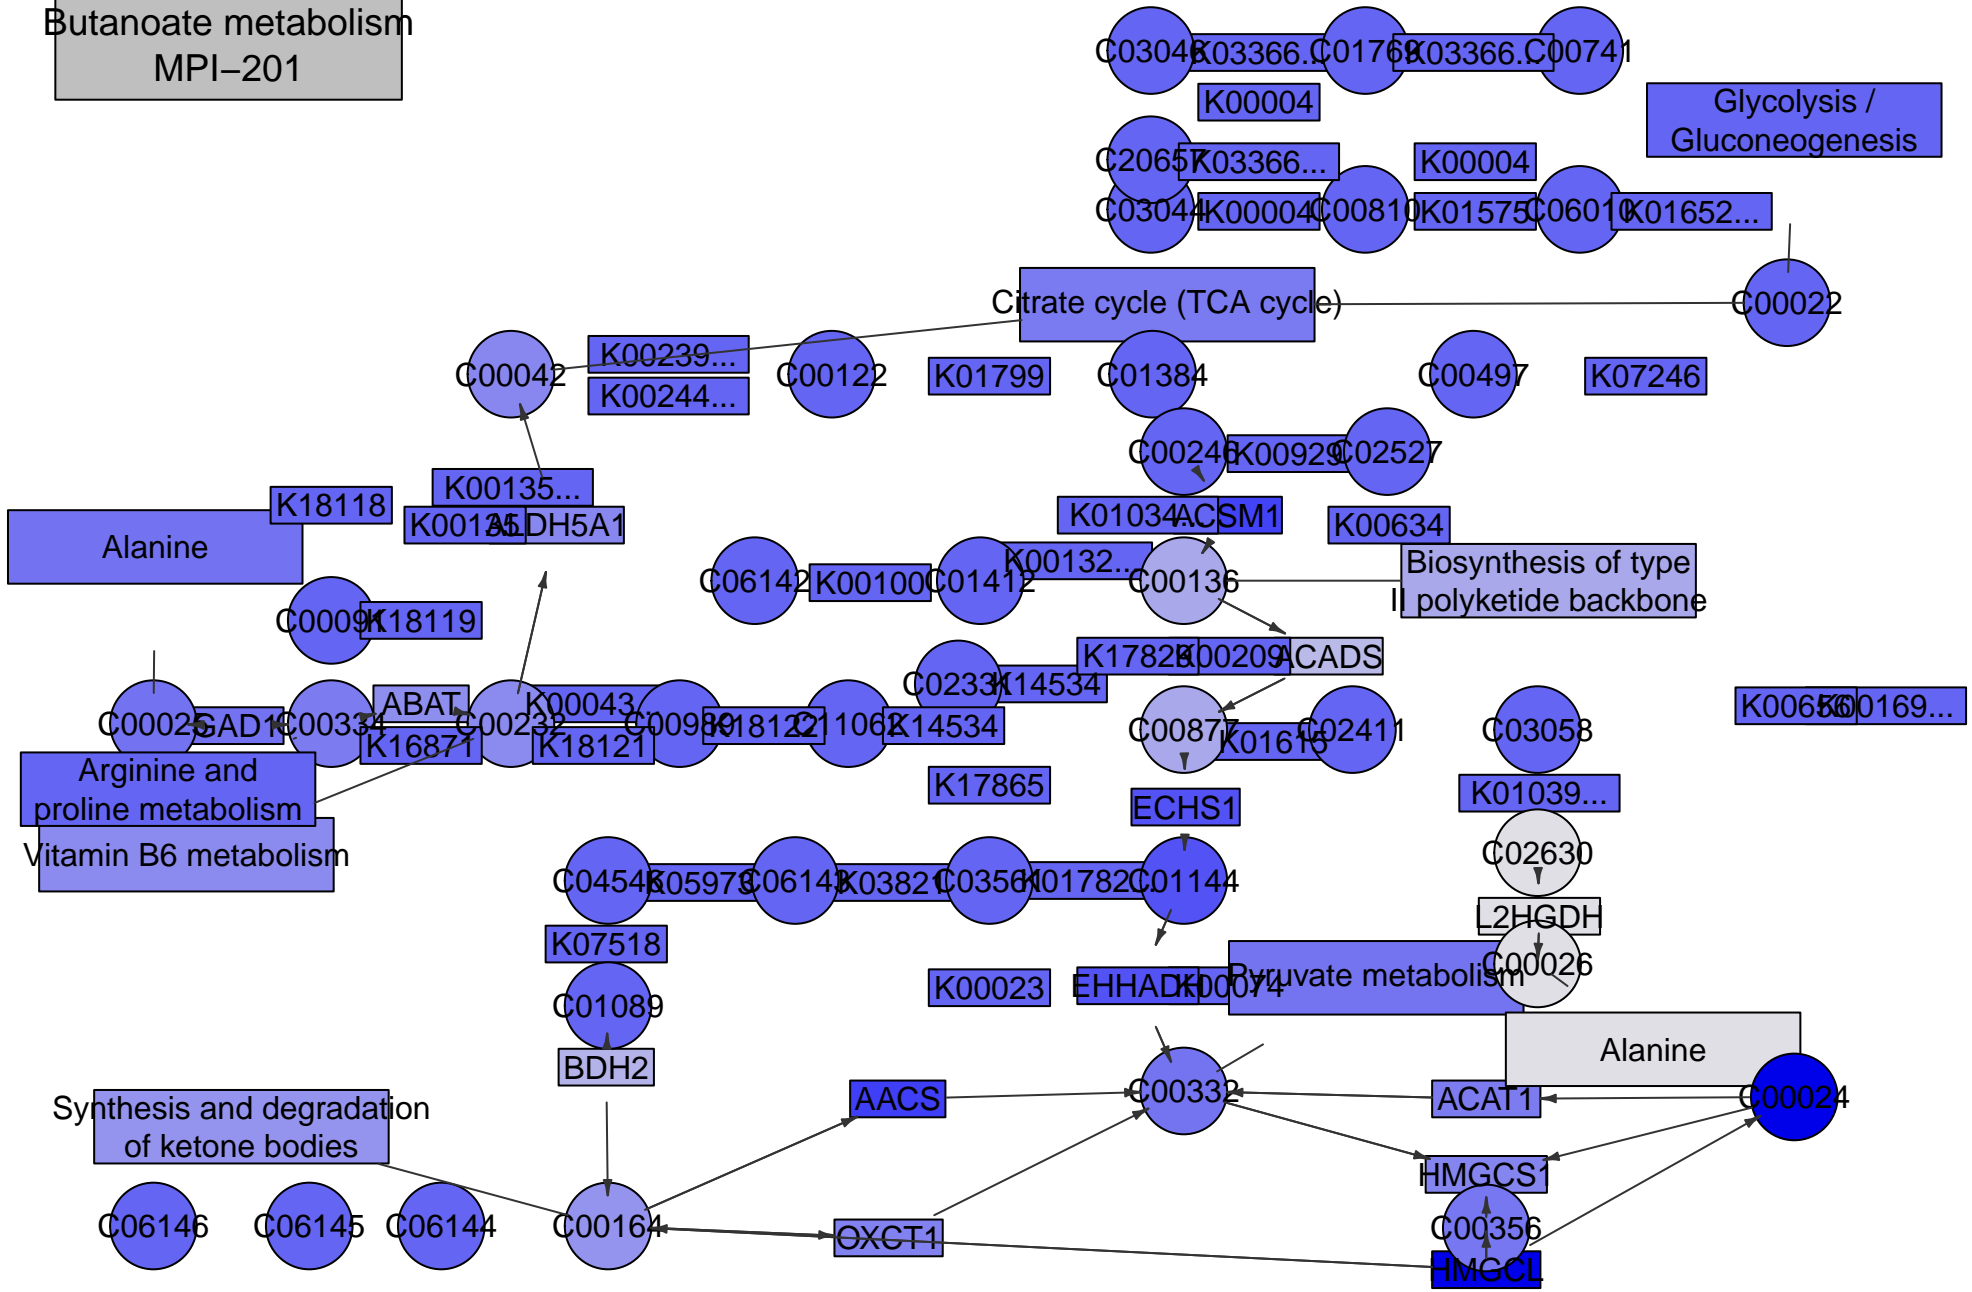 Butanoate metabolism
MPI−201
C03046
K03366...
C01769
K03366...
C00741
K00004
Glycolysis /
Gluconeogenesis
C20657
K03366...
K00004
C03044
K00004
C00810
K01575
C06010
K01652...
Citrate cycle (TCA cycle)
C00022
C00042
K00239...
K00244...
C00122
K01799
C01384
C00497
K07246
C00246
K00929
C02527
K18118
K00135...
K00135
ALDH5A1
K01034...
ACSM1
K00634
Alanine
C06142
K00100
C01412
K00132...
C00136
Biosynthesis of type
II polyketide backbone
C00091
K18119
K17829
K00209
ACADS
C02331
K14534
C00025
GAD1
C00334
ABAT
K16871
C00232
K00043...
K18121
C00989
K18122
C11062
K14534
C00877
K01615
C02411
C03058
K00656
K00169...
Arginine and
proline metabolism
K17865
ECHS1
K01039...
Vitamin B6 metabolism
C04546
K05973
C06143
K03821
C03561
K01782...
C01144
C02630
L2HGDH
K07518
C01089
K00023
EHHADH
K00074
Pyruvate metabolism
C00026
BDH2
Alanine
Synthesis and degradation
of ketone bodies
AACS
C00332
ACAT1
C00024
HMGCS1
C06146
C06145
C06144
C00164
OXCT1
C00356
HMGCL